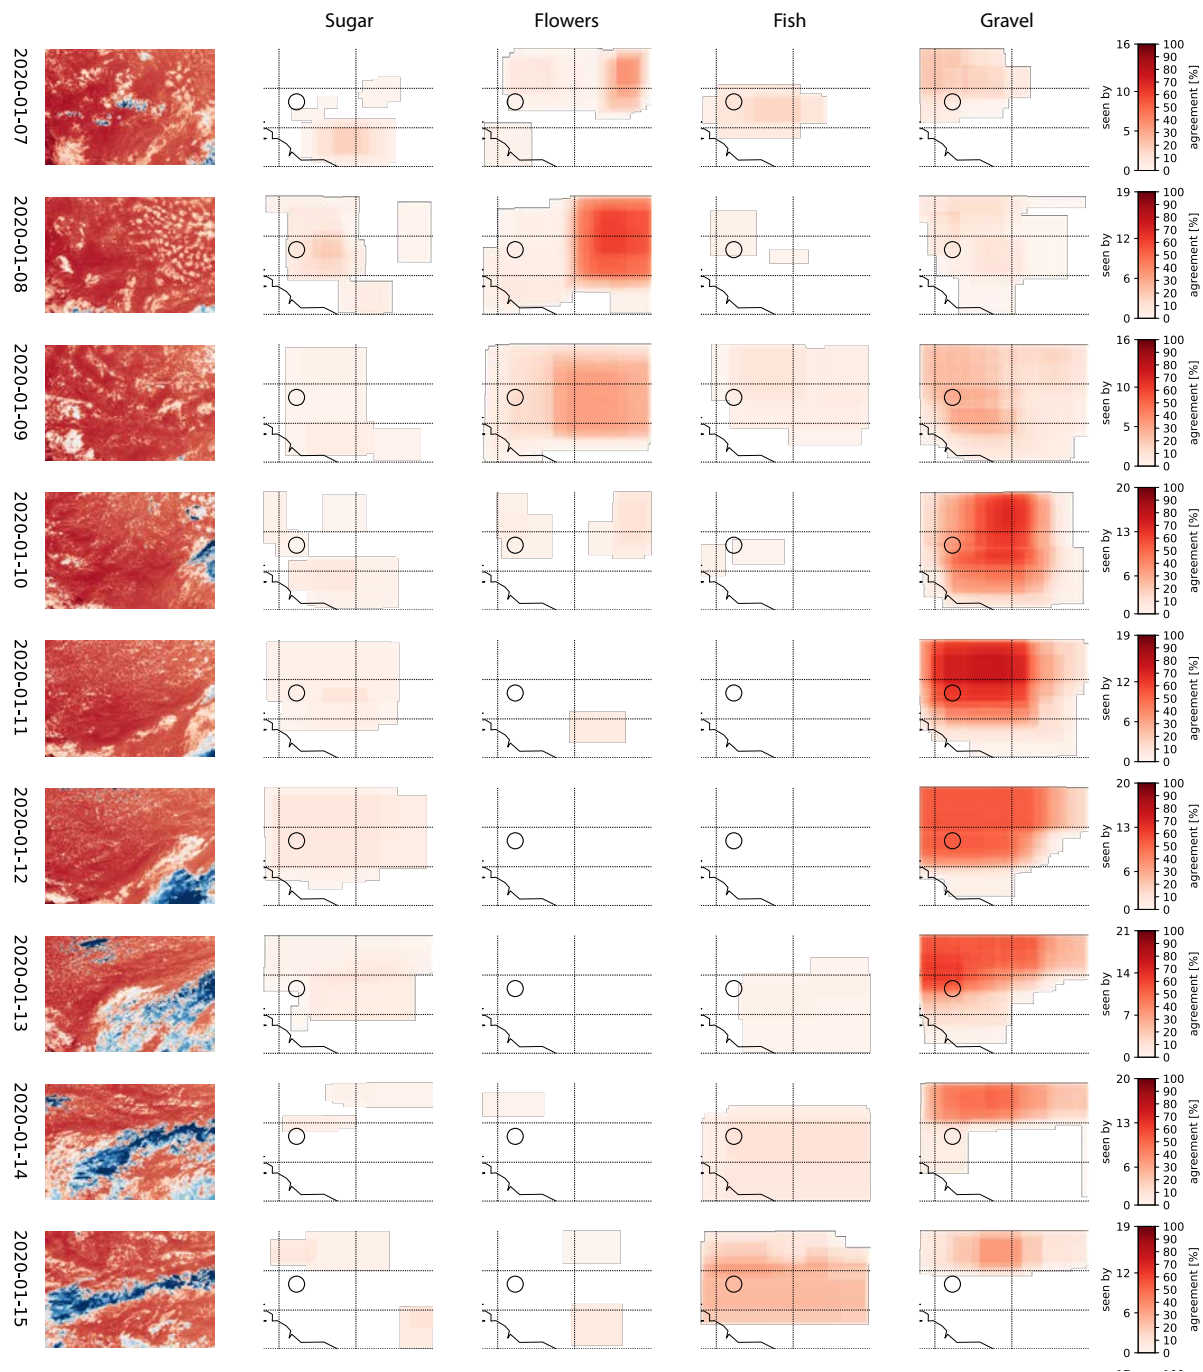 Sugar Flowers Fish Gravel
2020-01-07
16 10 5 0
seen by
100 90 80 70 60 50 40 30 20 10 0
agreement [%]
2020-01-08
19 12 6 0
seen by
100 90 80 70 60 50 40 30 20 10 0
agreement [%]
2020-01-09
16 10 5 0
seen by
100 90 80 70 60 50 40 30 20 10 0
agreement [%]
2020-01-10
20 13 6 0
seen by
100 90 80 70 60 50 40 30 20 10 0
agreement [%]
2020-01-11
19 12 6 0
seen by
100 90 80 70 60 50 40 30 20 10 0
agreement [%]
2020-01-12
20 13 6 0
seen by
100 90 80 70 60 50 40 30 20 10 0
agreement [%]
2020-01-13
21 14 7 0
seen by
100 90 80 70 60 50 40 30 20 10 0
agreement [%]
2020-01-14
20 13 6 0
seen by
100 90 80 70 60 50 40 30 20 10 0
agreement [%]
2020-01-15
19 12 6 0
seen by
100 90 80 70 60 50 40 30 20 10 0
agreement [%]